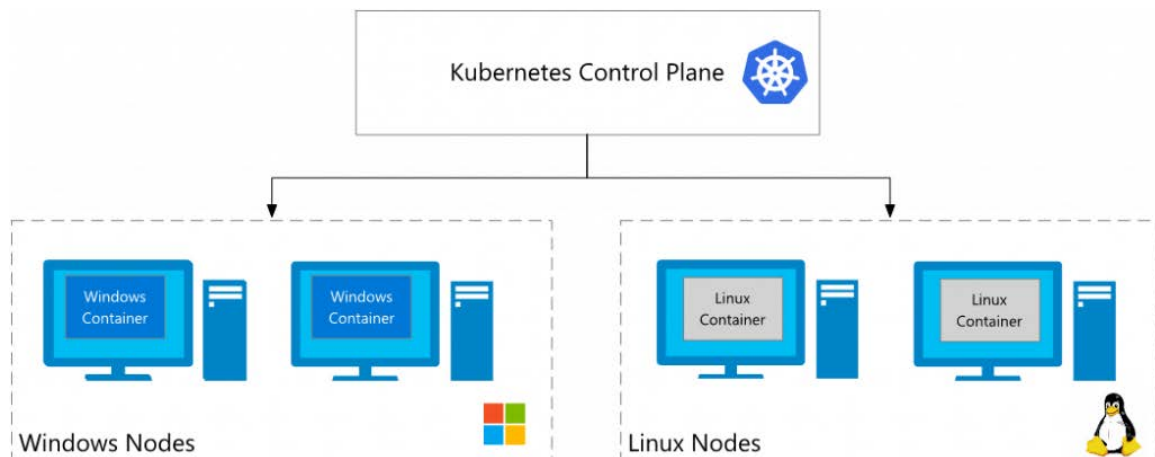 Kubernetes Control Plane
Windows
Container
Windows
Container
Linux
Container
Linux
Container
Windows Nodes
Linux Nodes